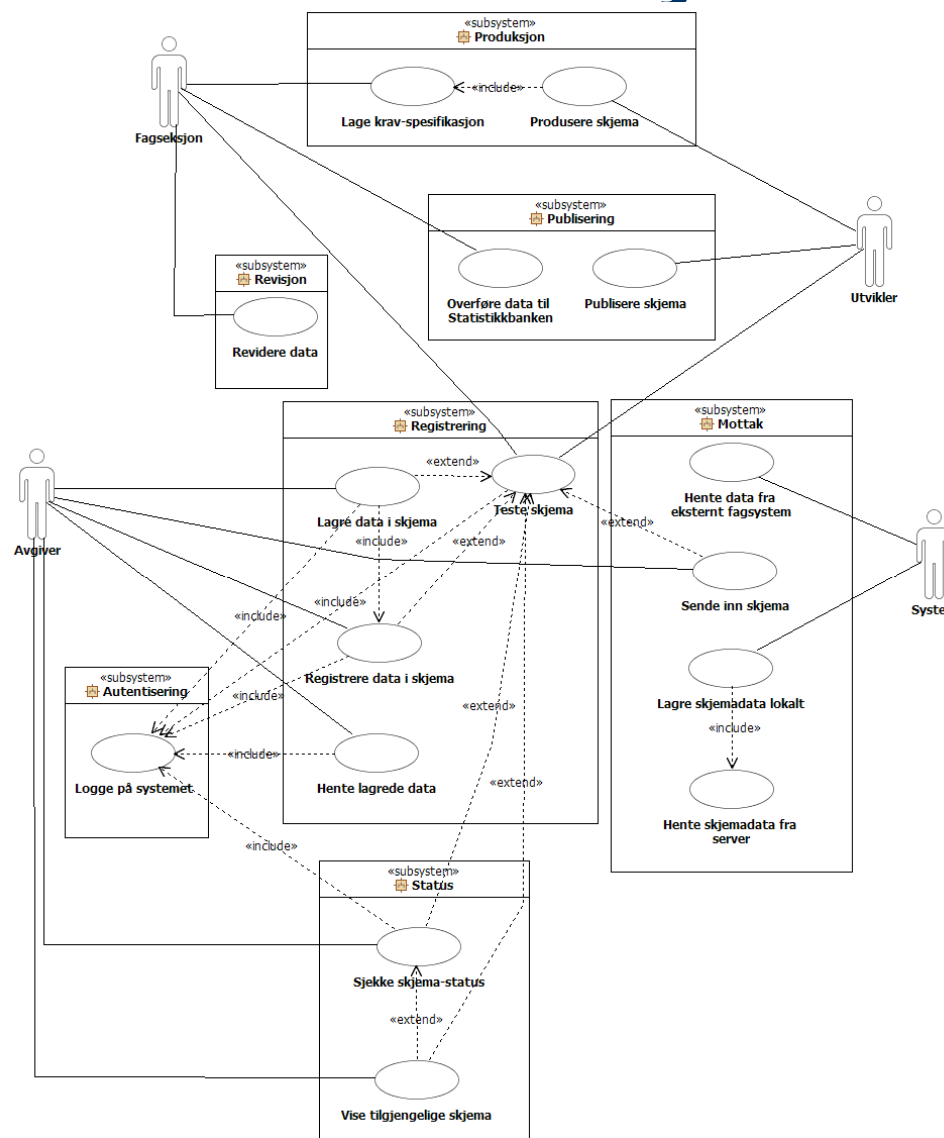 «subsystem»
Produksjon
«include»
Lage krav-spesifikasjon
Produsere skjema
Fagseksjon
«subsystem»
Publisering
Overføre data til
Statistikkbanken
Publisere skjema
Utvikler
«subsystem»
Revisjon
Revidere data
«subsystem»
Registrering
«extend»
Lagre data i skjema
Teste skjema
«include»
«extend»
«include»
«include»
Registrere data i skjema
«include»
«include»
Hente lagrede data
«extend»
«extend»
«subsystem»
Mottak
Hente data fra
eksternt fagsystem
«extend»
Sende inn skjema
Lagre skjemadata lokalt
«include»
Hente skjemadata fra
server
Avgiver
Syste
«subsystem»
Autentisering
Logge på systemet
«include»
«subsystem»
Status
Sjekke skjema-status
«extend»
Vise tilgjengelige skjema